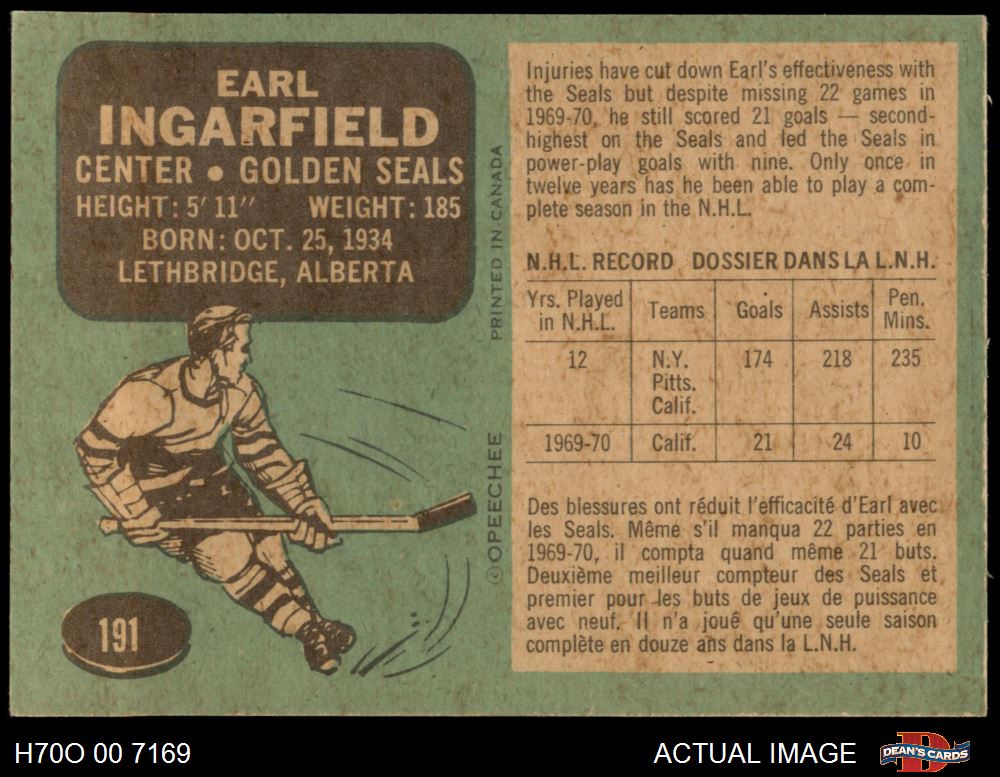 EARL
INGARFIELD
CENTER • GOLDEN SEALS
HEIGHT: 5' 11" WEIGHT: 185
BORN: OCT. 25, 1934
LETHBRIDGE, ALBERTA
191
PRINTED IN CANADA
© OPEECHEE
Injuries have cut down Earl's effectiveness with
the Seals but despite missing 22 games in
1969-70, he still scored 21 goals — second-
highest on the Seals and led the Seals in
power-play goals with nine. Only once in
twelve years has he been able to play a com-
plete season in the N.H.L.
N.H.L. RECORD DOSSIER DANS LA L.N.H.
Yrs. Played in N.H.L. Teams Goals Assists Pen. Mins.
12 N.Y. 174 218 235
Pitts.
Calif.
1969-70 Calif. 21 24 10
Des blessures ont réduit l'efficacité d'Earl avec
les Seals. Même s'il manqua 22 parties en
1969-70, il compta quand même 21 buts.
Deuxième meilleur compteur des Seals et
premier pour les buts de jeux de puissance
avec neuf. Il n'a joué qu'une seule saison
complète en douze ans dans la L.N.H.
H70O 00 7169
ACTUAL IMAGE
D
DEAN'S CARDS